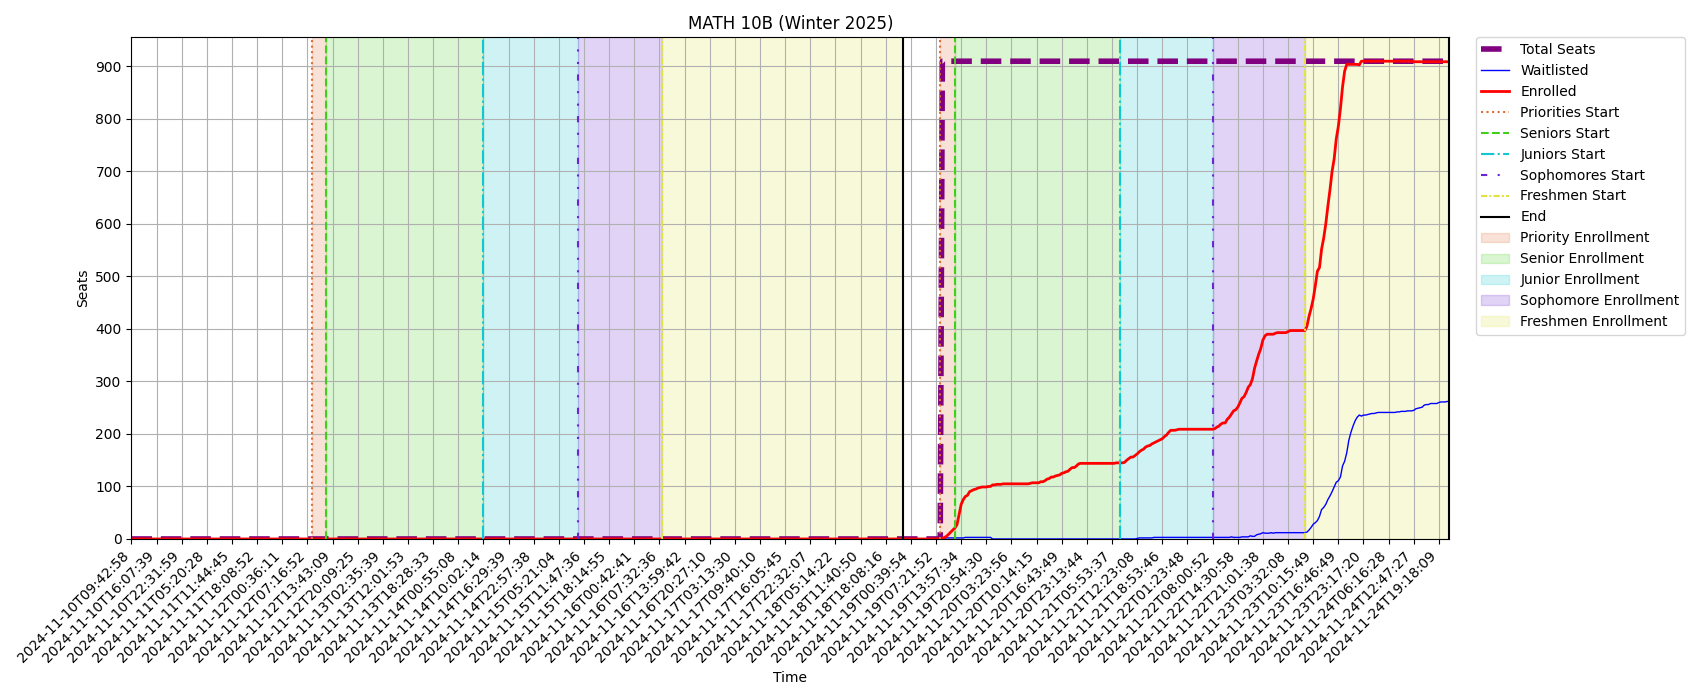 MATH 10B (Winter 2025)
Seats
900
800
700
600
500
400
300
200
100
0
2024-11-10T09:42:58
2024-11-10T16:07:39
2024-11-10T22:31:59
2024-11-11T05:20:28
2024-11-11T11:44:45
2024-11-11T18:08:52
2024-11-12T00:36:11
2024-11-12T07:16:52
2024-11-12T13:43:09
2024-11-12T20:09:25
2024-11-13T02:35:39
2024-11-13T12:01:53
2024-11-13T18:28:33
2024-11-14T00:55:08
2024-11-14T10:02:14
2024-11-14T16:29:39
2024-11-14T22:57:38
2024-11-15T05:21:04
2024-11-15T11:47:36
2024-11-15T18:14:55
2024-11-16T00:42:41
2024-11-16T07:32:36
2024-11-16T13:59:42
2024-11-16T20:27:10
2024-11-17T03:13:30
2024-11-17T09:40:10
2024-11-17T16:05:45
2024-11-17T22:32:07
2024-11-18T05:14:22
2024-11-18T11:40:50
2024-11-18T18:08:16
2024-11-19T00:39:54
2024-11-19T07:21:52
2024-11-19T13:57:34
2024-11-19T20:54:30
2024-11-20T03:23:56
2024-11-20T10:14:15
2024-11-20T16:43:49
2024-11-20T23:13:44
2024-11-21T05:53:37
2024-11-21T12:23:08
2024-11-21T18:53:46
2024-11-22T01:23:48
2024-11-22T08:00:52
2024-11-22T14:30:58
2024-11-22T21:01:38
2024-11-23T03:32:08
2024-11-23T10:15:49
2024-11-23T16:46:49
2024-11-23T23:17:20
2024-11-24T06:16:28
2024-11-24T12:47:27
2024-11-24T19:18:09
Time
Total Seats
Waitlisted
Enrolled
Priorities Start
Seniors Start
Juniors Start
Sophomores Start
Freshmen Start
End
Priority Enrollment
Senior Enrollment
Junior Enrollment
Sophomore Enrollment
Freshmen Enrollment